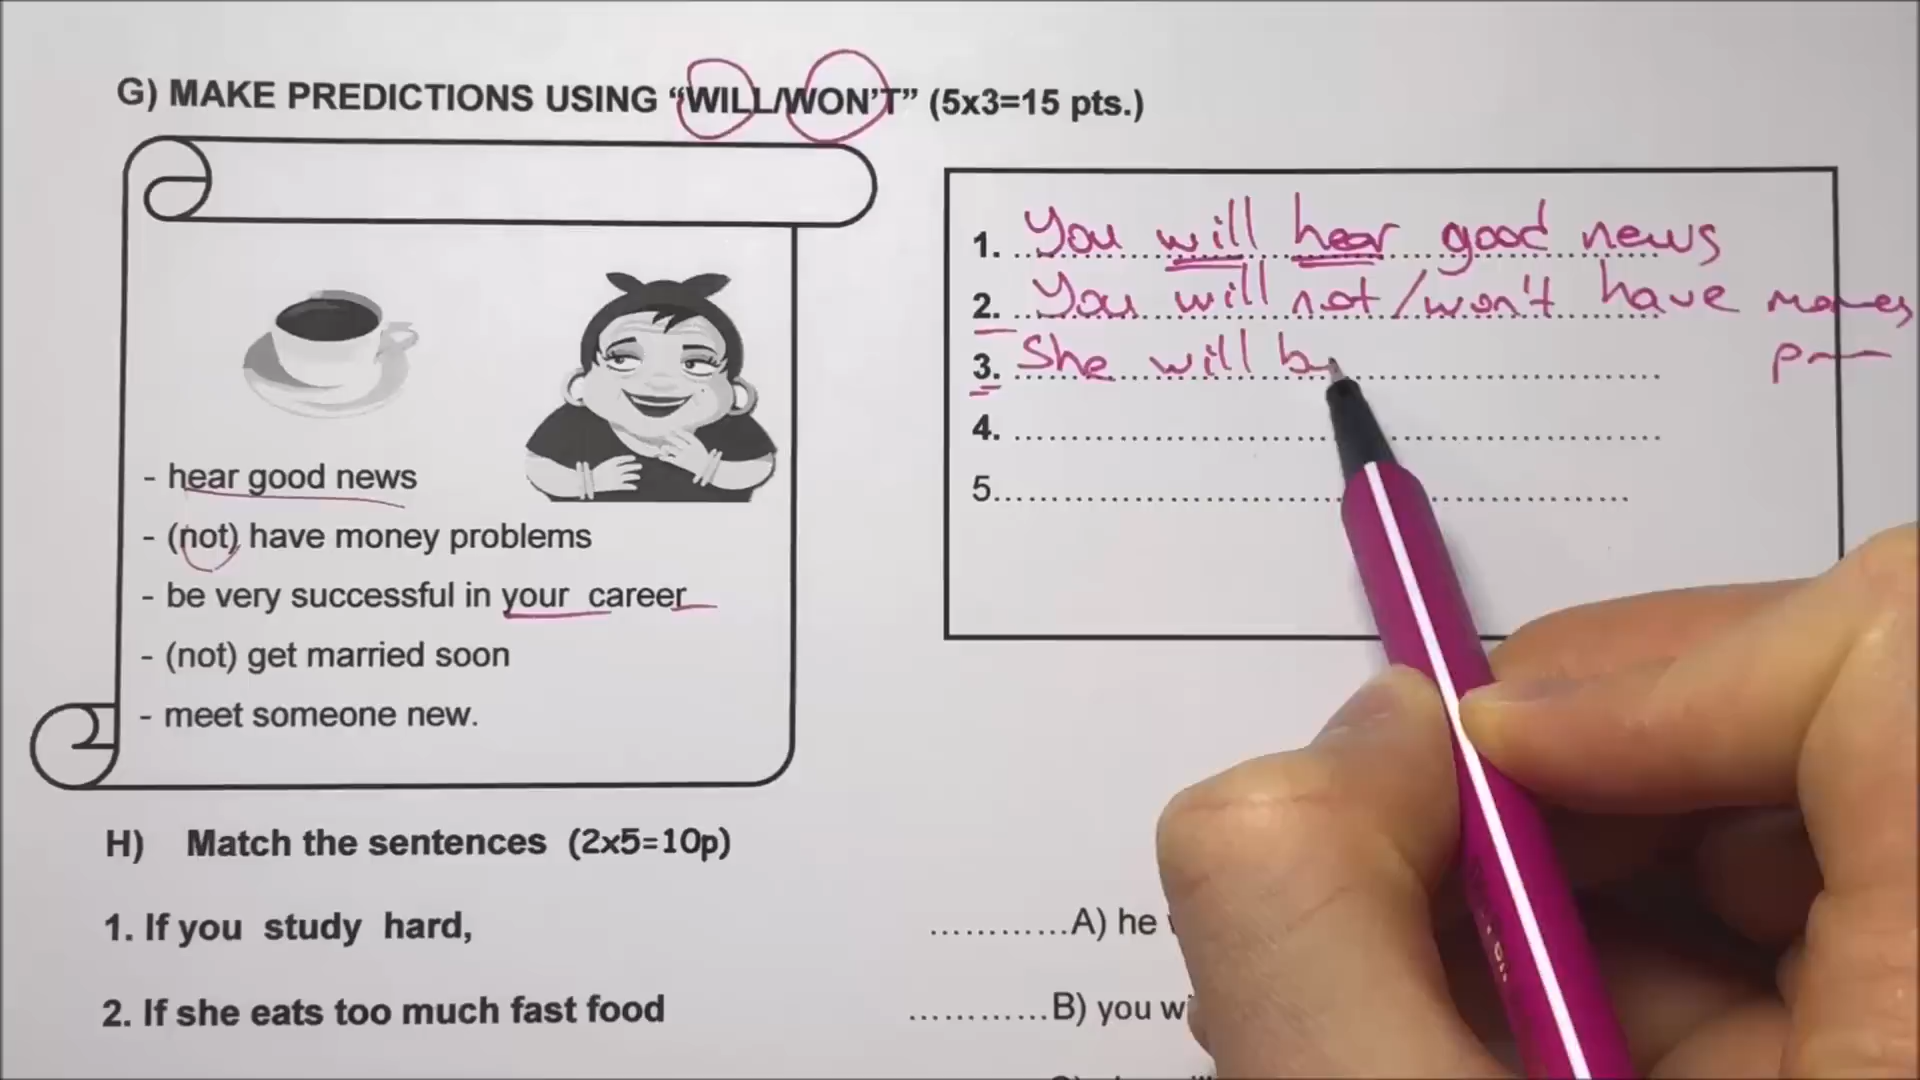 G) MAKE PREDICTIONS USING “WILL/WON’T” (5x3=15 pts.)
- hear good news
- (not) have money problems
- be very successful in your career
- (not) get married soon
- meet someone new.
1. You will hear good news
2. You will not/won't have money
p
3. She will b
4.
5.
H) Match the sentences (2x5=10p)
1. If you study hard,
............A) he
2. If she eats too much fast food
............B) you wi